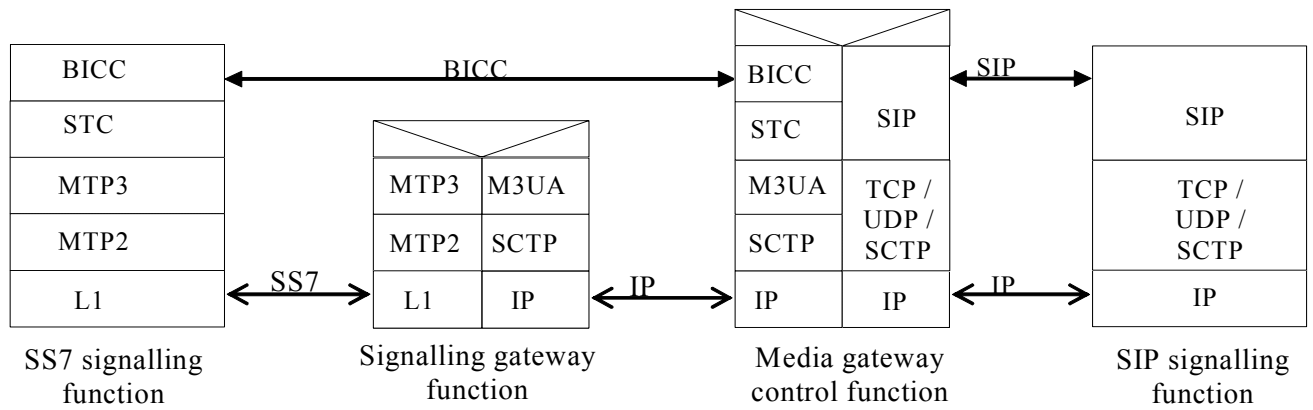 BICC
STC
MTP3
MTP2
L1
SS7 signalling
function
BICC
SS7
MTP3
M3UA
MTP2
SCTP
L1
IP
Signalling gateway
function
IP
BICC
STC
M3UA
SCTP
IP
SIP
TCP /
UDP /
SCTP
IP
Media gateway
control function
SIP
IP
SIP
TCP /
UDP /
SCTP
IP
SIP signalling
function